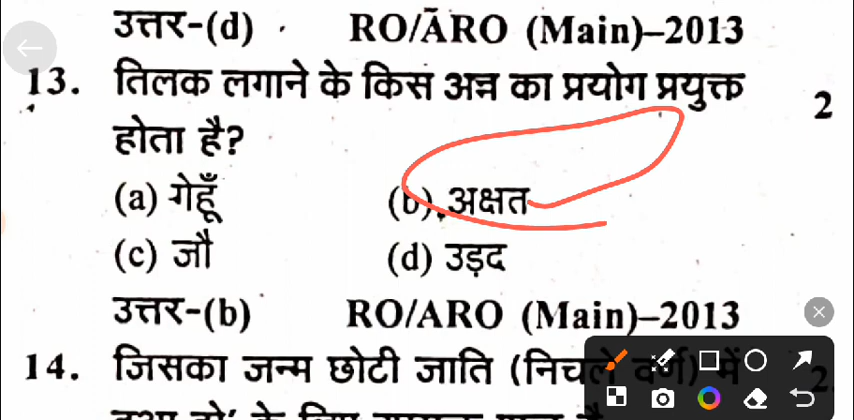 उत्तर-(d) RO/ARO (Main)–2013
13. तिलक लगाने के किस अन्न का प्रयोग प्रयुक्त
होता है?
2
(a) गेहूँ (b) अक्षत
(c) जौ (d) उड़द
उत्तर-(b) RO/ARO (Main)–2013
14. जिसका जन्म छोटी जाति (निचले वर्ण) में
2